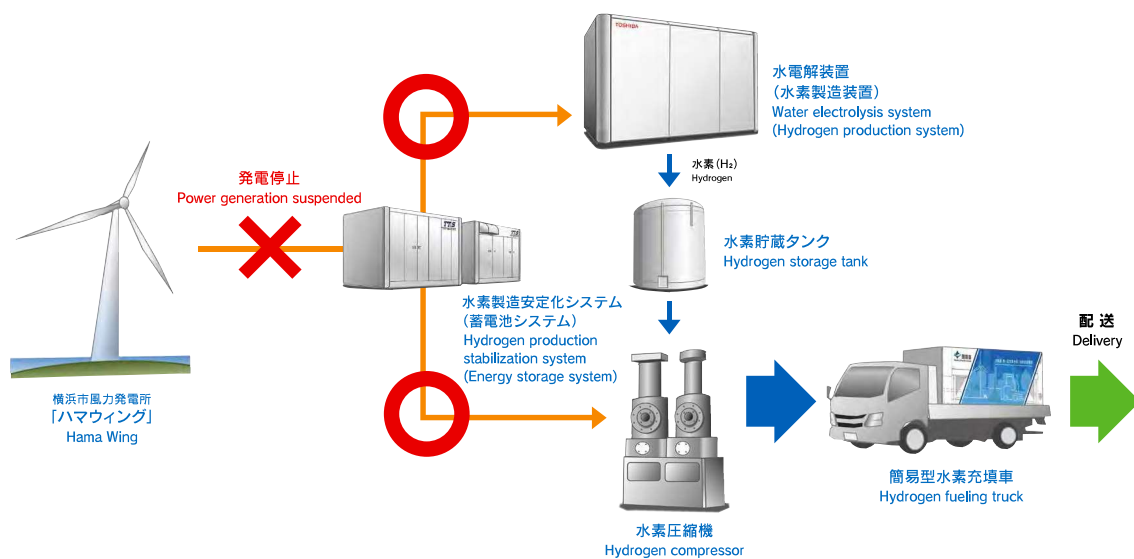 TOSHIBA
水電解装置
(水素製造装置)
Water electrolysis system
(Hydrogen production system)
発電停止
Power generation suspended
水素(H₂)
Hydrogen
水素貯蔵タンク
Hydrogen storage tank
水素製造安定化システム
(蓄電池システム)
Hydrogen production
stabilization system
(Energy storage system)
配送
Delivery
横浜市風力発電所
「ハマウィング」
Hama Wing
簡易型水素充填車
Hydrogen fueling truck
水素圧縮機
Hydrogen compressor